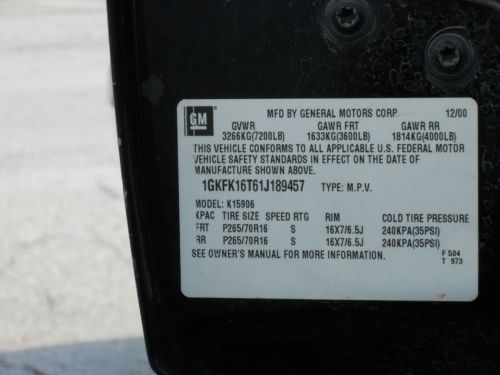 GM
MFD BY GENERAL MOTORS CORP 12/00
GVWR GAWR FRT GAWR RR
3266KG(7200LB) 1633KG(3600LB) 1814KG(4000LB)
THIS VEHICLE CONFORMS TO ALL APPLICABLE U.S. FEDERAL MOTOR
VEHICLE SAFETY STANDARDS IN EFFECT ON THE DATE OF
MANUFACTURE SHOWN ABOVE.
1GKFK16T61J189457 TYPE: M.P.V.
MODEL: K15906
KPAC TIRE SIZE SPEED RTG RIM COLD TIRE PRESSURE
FRT P265/70R16 S 16X7/6.5J 240KPA(35PSI)
RR P265/70R16 S 16X7/6.5J 240KPA(35PSI)
SEE OWNER'S MANUAL FOR MORE INFORMATION.
F 504
T 973